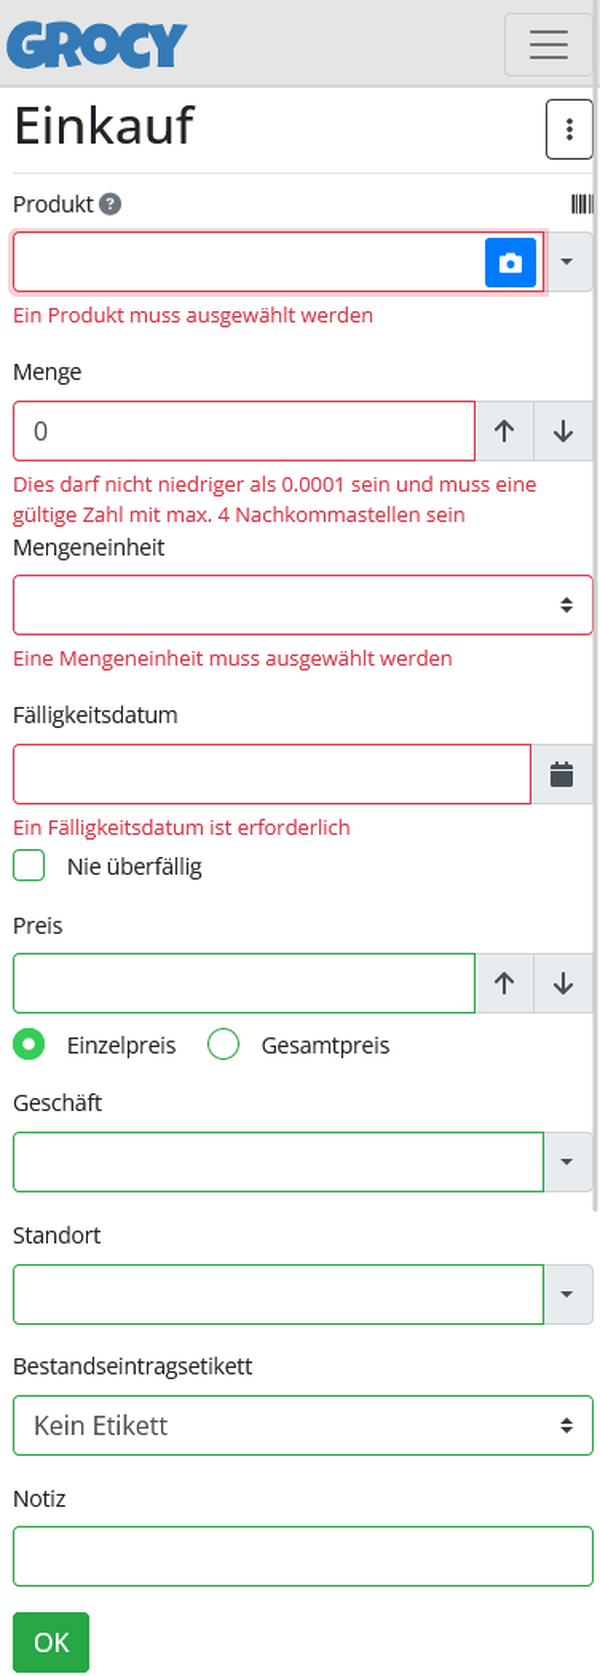 GROCY
Einkauf
Produkt ?
Ein Produkt muss ausgewählt werden
Menge
0
Dies darf nicht niedriger als 0.0001 sein und muss eine
gültige Zahl mit max. 4 Nachkommastellen sein
Mengeneinheit
Eine Mengeneinheit muss ausgewählt werden
Fälligkeitsdatum
Ein Fälligkeitsdatum ist erforderlich
Nie überfällig
Preis
Einzelpreis Gesamtpreis
Geschäft
Standort
Bestandseintragsetikett
Kein Etikett
Notiz
OK